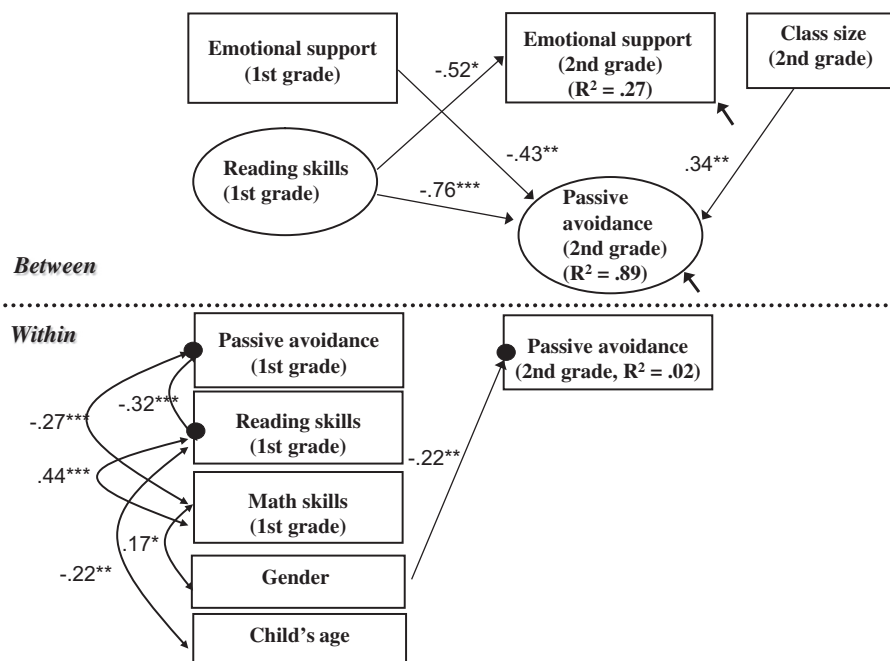 Emotional support
(1st grade)
Emotional support
(2nd grade)
(R² = .27)
Class size
(2nd grade)
-.52*
-.43**
.34**
Reading skills
(1st grade)
-.76***
Passive
avoidance
(2nd grade)
(R² = .89)
Between
Within
Passive avoidance
(1st grade)
Passive avoidance
(2nd grade, R² = .02)
-.32***
-.27***
Reading skills
(1st grade)
-.22**
.44***
Math skills
(1st grade)
.17*
-.22**
Gender
Child's age